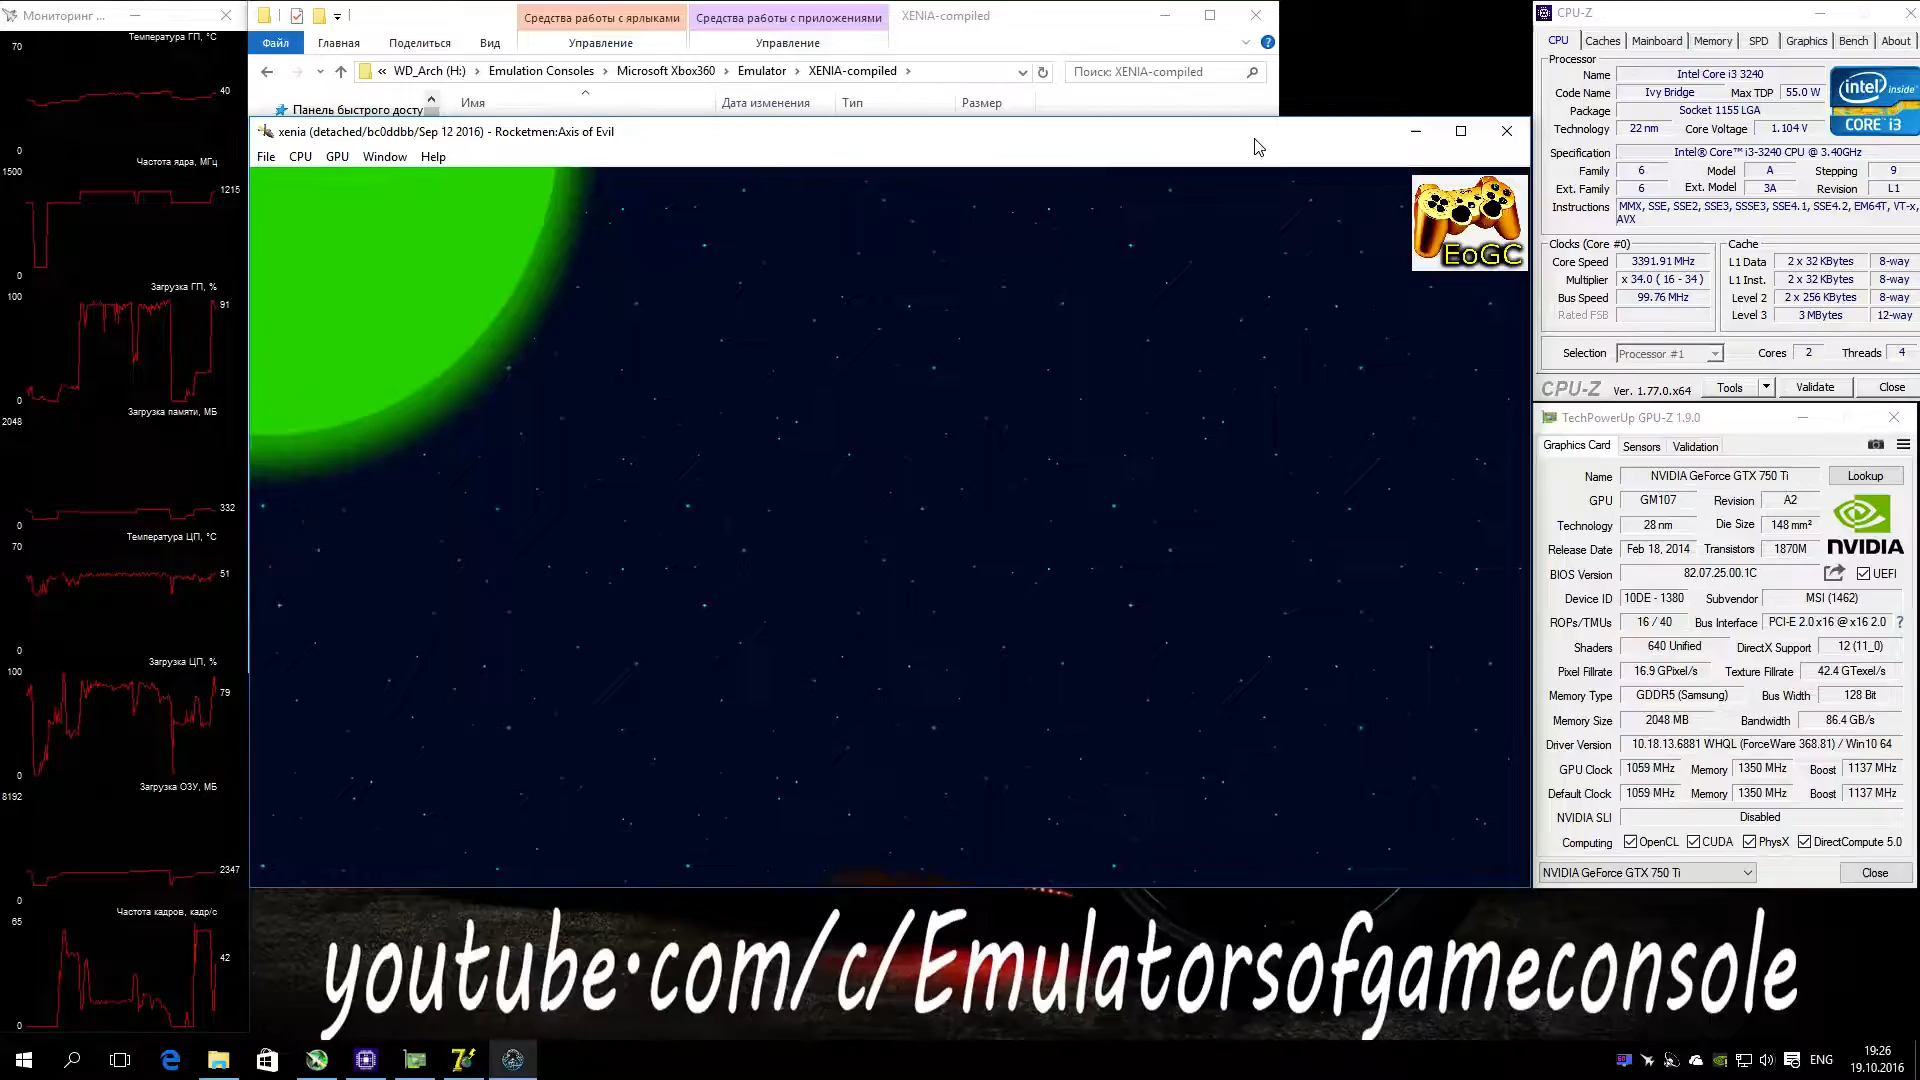 Мониторинг ...
Температура ГП, °C
70
40
0
Частота ядра, МГц
1500
1215
0
Загрузка ГП, %
100
91
0
Загрузка памяти, МБ
2048
332
0
Температура ЦП, °C
70
51
0
Загрузка ЦП, %
100
79
0
Загрузка ОЗУ, МБ
8192
2347
0
Частота кадров, кадр/с
65
42
0
Средства работы с ярлыками
Средства работы с приложениями
XENiA-compiled
Файл
Главная
Поделиться
Вид
Управление
Управление
« WD_Arch (H:) > Emulation Consoles > Microsoft Xbox360 > Emulator > XENiA-compiled >
Поиск: XENiA-compiled
Панель быстрого досту
Имя
Дата изменения
Тип
Размер
xenia (detached/bc0ddbb/Sep 12 2016) - Rocketmen:Axis of Evil
File CPU GPU Window Help
EoGC
CPU-Z
CPU Caches Mainboard Memory SPD Graphics Bench About
Processor
Name Intel Core i3 3240
Code Name Ivy Bridge Max TDP 55.0 W
Package Socket 1155 LGA
Technology 22 nm Core Voltage 1.104 V
intel inside
CORE i3
Specification Intel® Core™ i3-3240 CPU @ 3.40GHz
Family 6 Model A Stepping 9
Ext. Family 6 Ext. Model 3A Revision L1
Instructions MMX, SSE, SSE2, SSE3, SSSE3, SSE4.1, SSE4.2, EM64T, VT-x,
AVX
Clocks (Core #0)
Core Speed 3391.91 MHz
Multiplier x 34.0 ( 16 - 34 )
Bus Speed 99.76 MHz
Rated FSB
Cache
L1 Data 2 x 32 KBytes 8-way
L1 Inst. 2 x 32 KBytes 8-way
Level 2 2 x 256 KBytes 8-way
Level 3 3 MBytes 12-way
Selection Processor #1 Cores 2 Threads 4
CPU-Z Ver. 1.77.0.x64 Tools Validate Close
TechPowerUp GPU-Z 1.9.0
Graphics Card Sensors Validation
Name NVIDIA GeForce GTX 750 Ti Lookup
GPU GM107 Revision A2
Technology 28 nm Die Size 148 mm²
Release Date Feb 18, 2014 Transistors 1870M
NVIDIA
BIOS Version 82.07.25.00.1C UEFI
Device ID 10DE - 1380 Subvendor MSI (1462)
ROPs/TMUs 16 / 40 Bus Interface PCI-E 2.0 x16 @ x16 2.0 ?
Shaders 640 Unified DirectX Support 12 (11_0)
Pixel Fillrate 16.9 GPixel/s Texture Fillrate 42.4 GTexel/s
Memory Type GDDR5 (Samsung) Bus Width 128 Bit
Memory Size 2048 MB Bandwidth 86.4 GB/s
Driver Version 10.18.13.6881 WHQL (ForceWare 368.81) / Win10 64
GPU Clock 1059 MHz Memory 1350 MHz Boost 1137 MHz
Default Clock 1059 MHz Memory 1350 MHz Boost 1137 MHz
NVIDIA SLI Disabled
Computing OpenCL CUDA PhysX DirectCompute 5.0
NVIDIA GeForce GTX 750 Ti Close
youtube.com/c/Emulatorsofgameconsole
ENG
19:26
19.10.2016